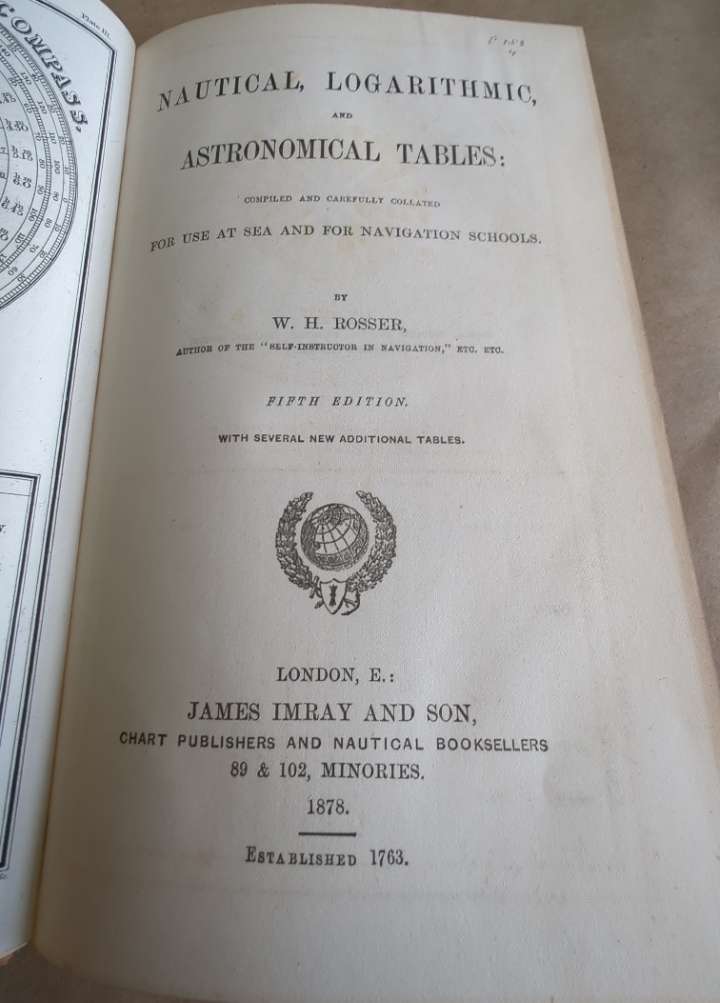 Plate III.
COMPASS.
NAUTICAL, LOGARITHMIC,
AND
ASTRONOMICAL TABLES:
COMPILED AND CAREFULLY COLLATED
FOR USE AT SEA AND FOR NAVIGATION SCHOOLS.
BY
W. H. ROSSER,
AUTHOR OF THE "SELF-INSTRUCTOR IN NAVIGATION," ETC. ETC.
FIFTH EDITION.
WITH SEVERAL NEW ADDITIONAL TABLES.
LONDON, E.:
JAMES IMRAY AND SON,
CHART PUBLISHERS AND NAUTICAL BOOKSELLERS
89 & 102, MINORIES.
1878.
ESTABLISHED 1763.